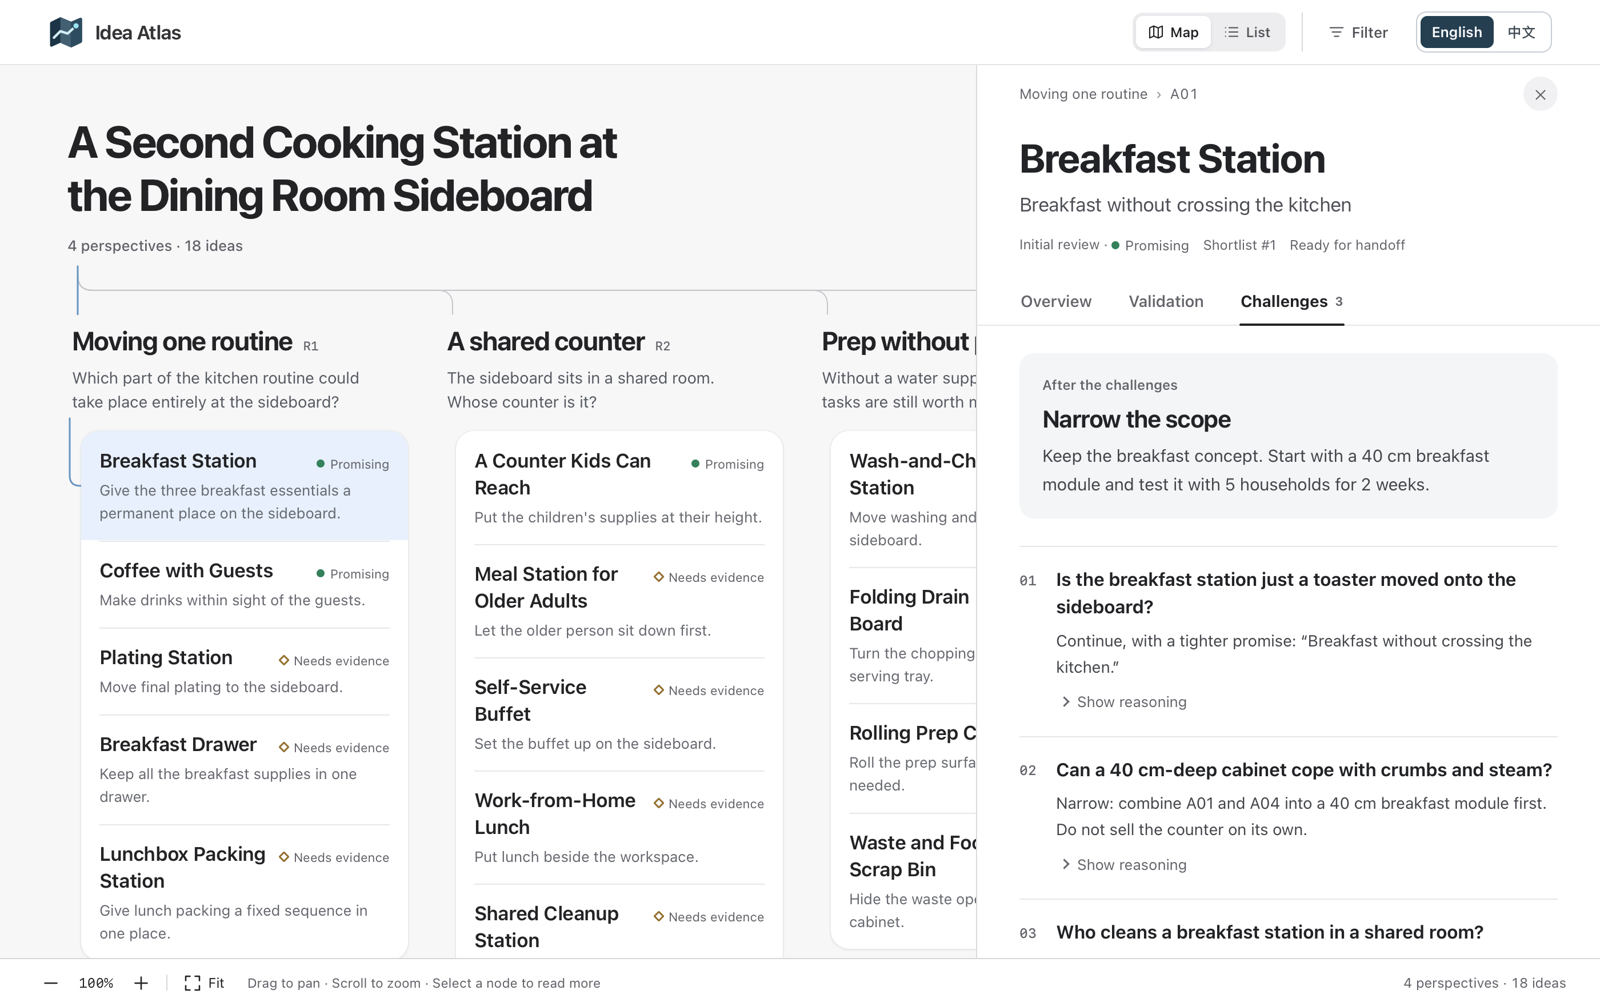 Idea Atlas
Map
List
Filter
English
中文
A Second Cooking Station at
the Dining Room Sideboard
4 perspectives · 18 ideas
Moving one routine R1
Which part of the kitchen routine could
take place entirely at the sideboard?
Breakfast Station
Promising
Give the three breakfast essentials a
permanent place on the sideboard.
Coffee with Guests
Promising
Make drinks within sight of the guests.
Plating Station
Needs evidence
Move final plating to the sideboard.
Breakfast Drawer
Needs evidence
Keep all the breakfast supplies in one
drawer.
Lunchbox Packing
Station
Needs evidence
Give lunch packing a fixed sequence in
one place.
A shared counter R2
The sideboard sits in a shared room.
Whose counter is it?
A Counter Kids Can
Reach
Promising
Put the children's supplies at their height.
Meal Station for
Older Adults
Needs evidence
Let the older person sit down first.
Self-Service
Buffet
Needs evidence
Set the buffet up on the sideboard.
Work-from-Home
Lunch
Needs evidence
Put lunch beside the workspace.
Shared Cleanup
Station
Needs evidence
Prep without
Without a water
tasks are still worth
Wash-and-
Station
Move washing and
sideboard.
Folding Drain
Board
Turn the chopping
serving tray.
Rolling Prep
Roll the prep
needed.
Waste and
Scrap Bin
Hide the waste
cabinet.
Moving one routine › A01
Breakfast Station
Breakfast without crossing the kitchen
Initial review · Promising Shortlist #1 Ready for handoff
Overview
Validation
Challenges 3
After the challenges
Narrow the scope
Keep the breakfast concept. Start with a 40 cm breakfast
module and test it with 5 households for 2 weeks.
01 Is the breakfast station just a toaster moved onto the
sideboard?
Continue, with a tighter promise: “Breakfast without crossing the
kitchen.”
Show reasoning
02 Can a 40 cm-deep cabinet cope with crumbs and steam?
Narrow: combine A01 and A04 into a 40 cm breakfast module first.
Do not sell the counter on its own.
Show reasoning
03 Who cleans a breakfast station in a shared room?
100%
Fit
Drag to pan · Scroll to zoom · Select a node to read more
4 perspectives · 18 ideas